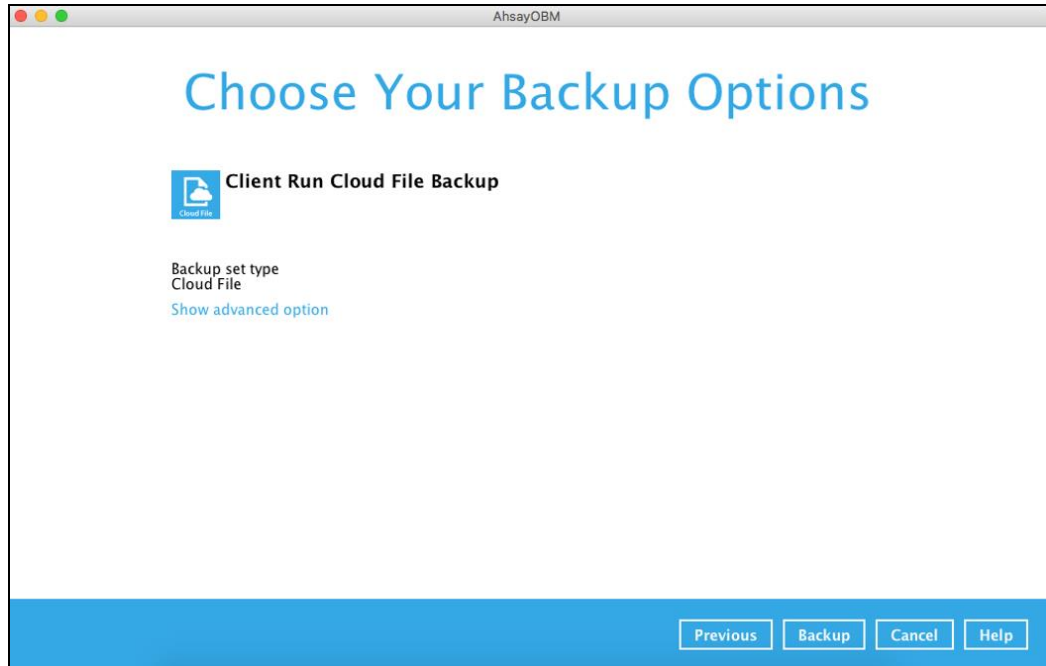 AhsayOBM
Choose Your Backup Options
Client Run Cloud File Backup
Cloud File
Backup set type
Cloud File
Show advanced option
Previous Backup Cancel Help